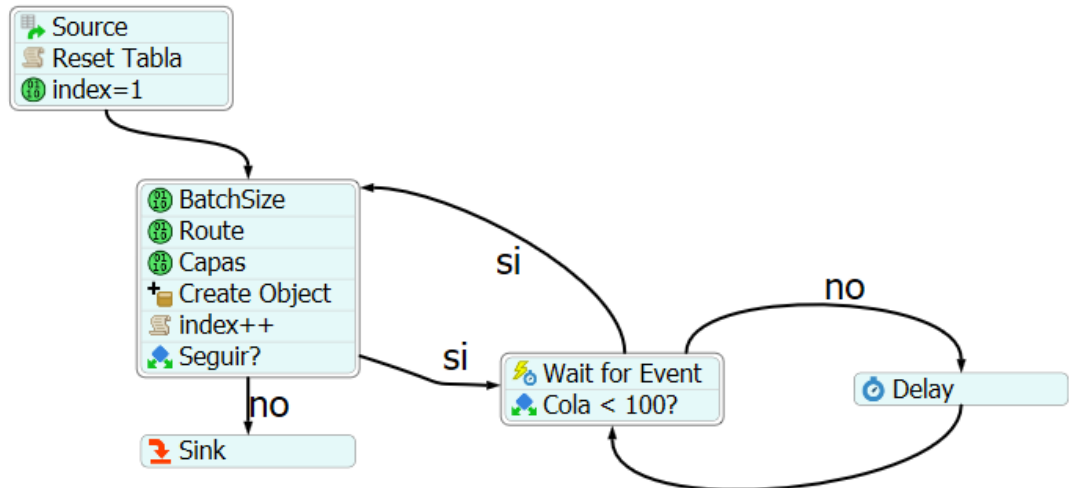 Source
Reset Tabla
index=1
BatchSize
Route
Capas
Create Object
index++
Seguir?
si
no
Sink
si
Wait for Event
Cola < 100?
no
Delay